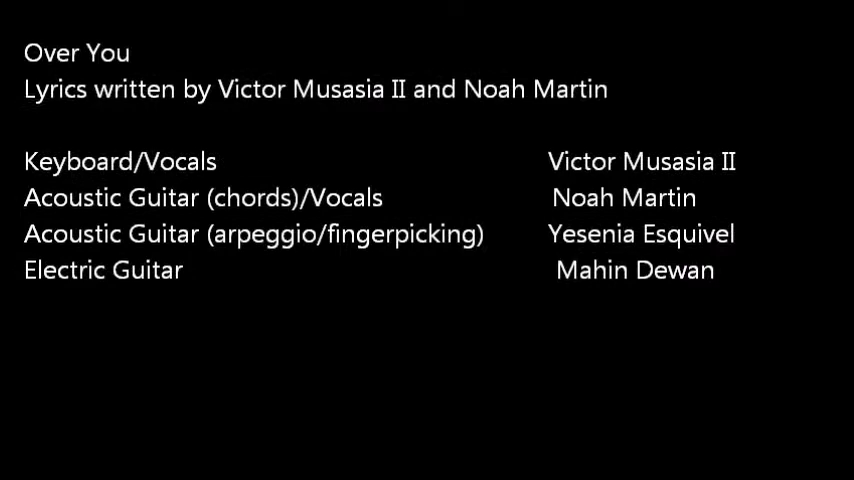 Over You
Lyrics written by Victor Musasia II and Noah Martin
Keyboard/Vocals Victor Musasia II
Acoustic Guitar (chords)/Vocals Noah Martin
Acoustic Guitar (arpeggio/fingerpicking) Yesenia Esquivel
Electric Guitar Mahin Dewan